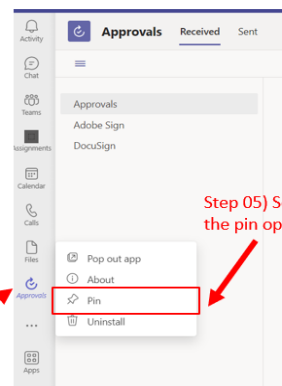 Activity
Approvals Received Sent
Chat
Teams
Approvals
Adobe Sign
Assignments
DocuSign
Calendar
Calls
Step 05)
the pin
Files
Pop out app
About
Approvals
Pin
Uninstall
...
Apps